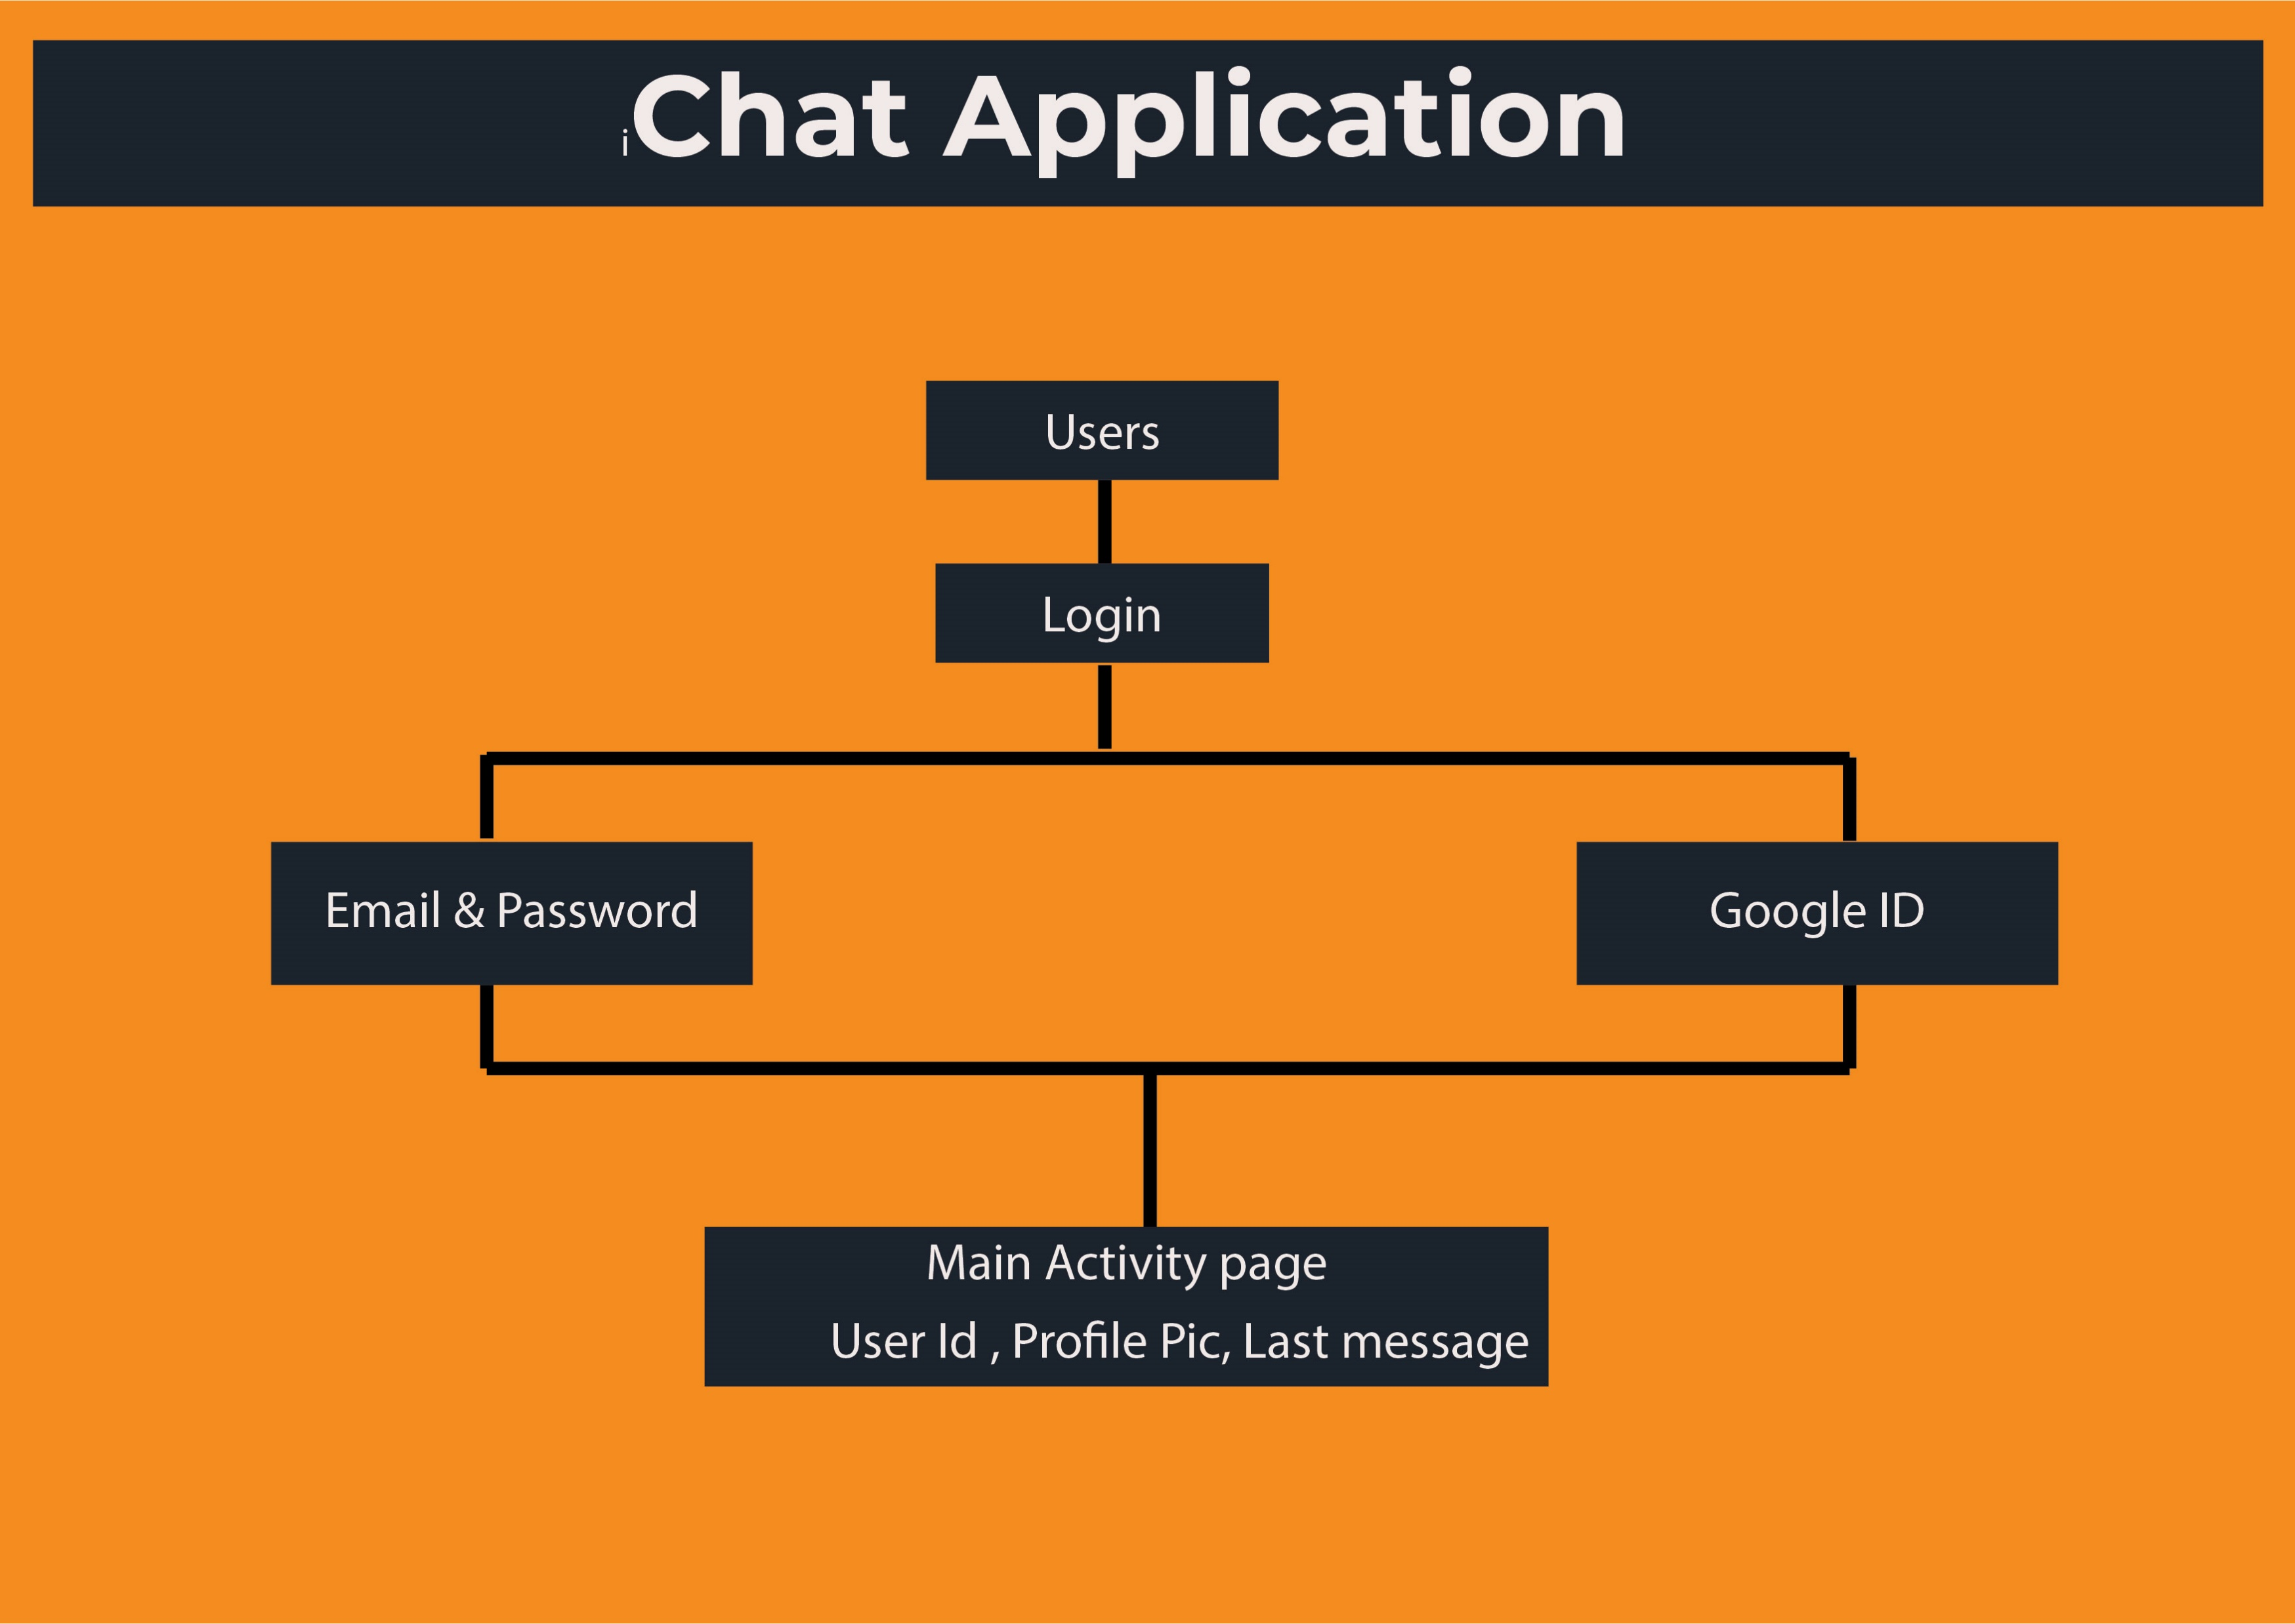 iChat Application
Users
Login
Email & Password
Google ID
Main Activity page
User Id , Profile Pic, Last message